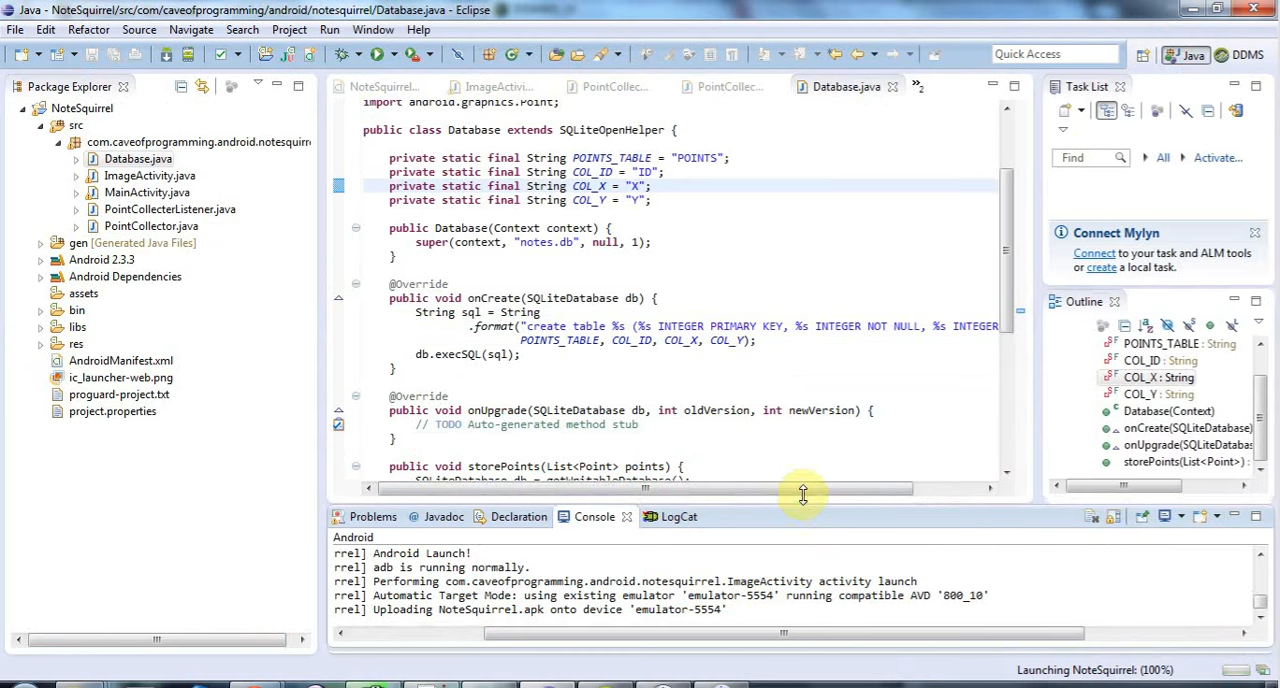 Java - NoteSquirrel/src/com/caveofprogramming/android/notesquirrel/Database.java - Eclipse
File Edit Refactor Source Navigate Search Project Run Window Help
Quick Access
Java
DDMS
Package Explorer
NoteSquirrel
src
com.caveofprogramming.android.notesquirre
Database.java
ImageActivity.java
MainActivity.java
PointCollecterListener.java
PointCollector.java
gen [Generated Java Files]
Android 2.3.3
Android Dependencies
assets
bin
libs
res
AndroidManifest.xml
ic_launcher-web.png
proguard-project.txt
project.properties
NoteSquirrel...
ImageActivi...
PointCollec...
PointCollec...
Database.java
»2
import android.graphics.Point;
public class Database extends SQLiteOpenHelper {
private static final String POINTS_TABLE = "POINTS";
private static final String COL_ID = "ID";
private static final String COL_X = "X";
private static final String COL_Y = "Y";
public Database(Context context) {
super(context, "notes.db", null, 1);
}
@Override
public void onCreate(SQLiteDatabase db) {
String sql = String
.format("create table %s (%s INTEGER PRIMARY KEY, %s INTEGER NOT NULL, %s INTEGER
POINTS_TABLE, COL_ID, COL_X, COL_Y);
db.execSQL(sql);
}
@Override
public void onUpgrade(SQLiteDatabase db, int oldVersion, int newVersion) {
// TODO Auto-generated method stub
}
public void storePoints(List<Point> points) {
SQLiteDatabase db = getWritableDatabase();
Task List
Find
All
Activate...
Connect Mylyn
Connect to your task and ALM tools
or create a local task.
Outline
POINTS_TABLE : String
COL_ID : String
COL_X : String
COL_Y : String
Database(Context)
onCreate(SQLiteDatabase)
onUpgrade(SQLiteDatabas
storePoints(List<Point>) :
Problems
@ Javadoc
Declaration
Console
LogCat
Android
rrel] Android Launch!
rrel] adb is running normally.
rrel] Performing com.caveofprogramming.android.notesquirrel.ImageActivity activity launch
rrel] Automatic Target Mode: using existing emulator 'emulator-5554' running compatible AVD '800_10'
rrel] Uploading NoteSquirrel.apk onto device 'emulator-5554'
Launching NoteSquirrel: (100%)